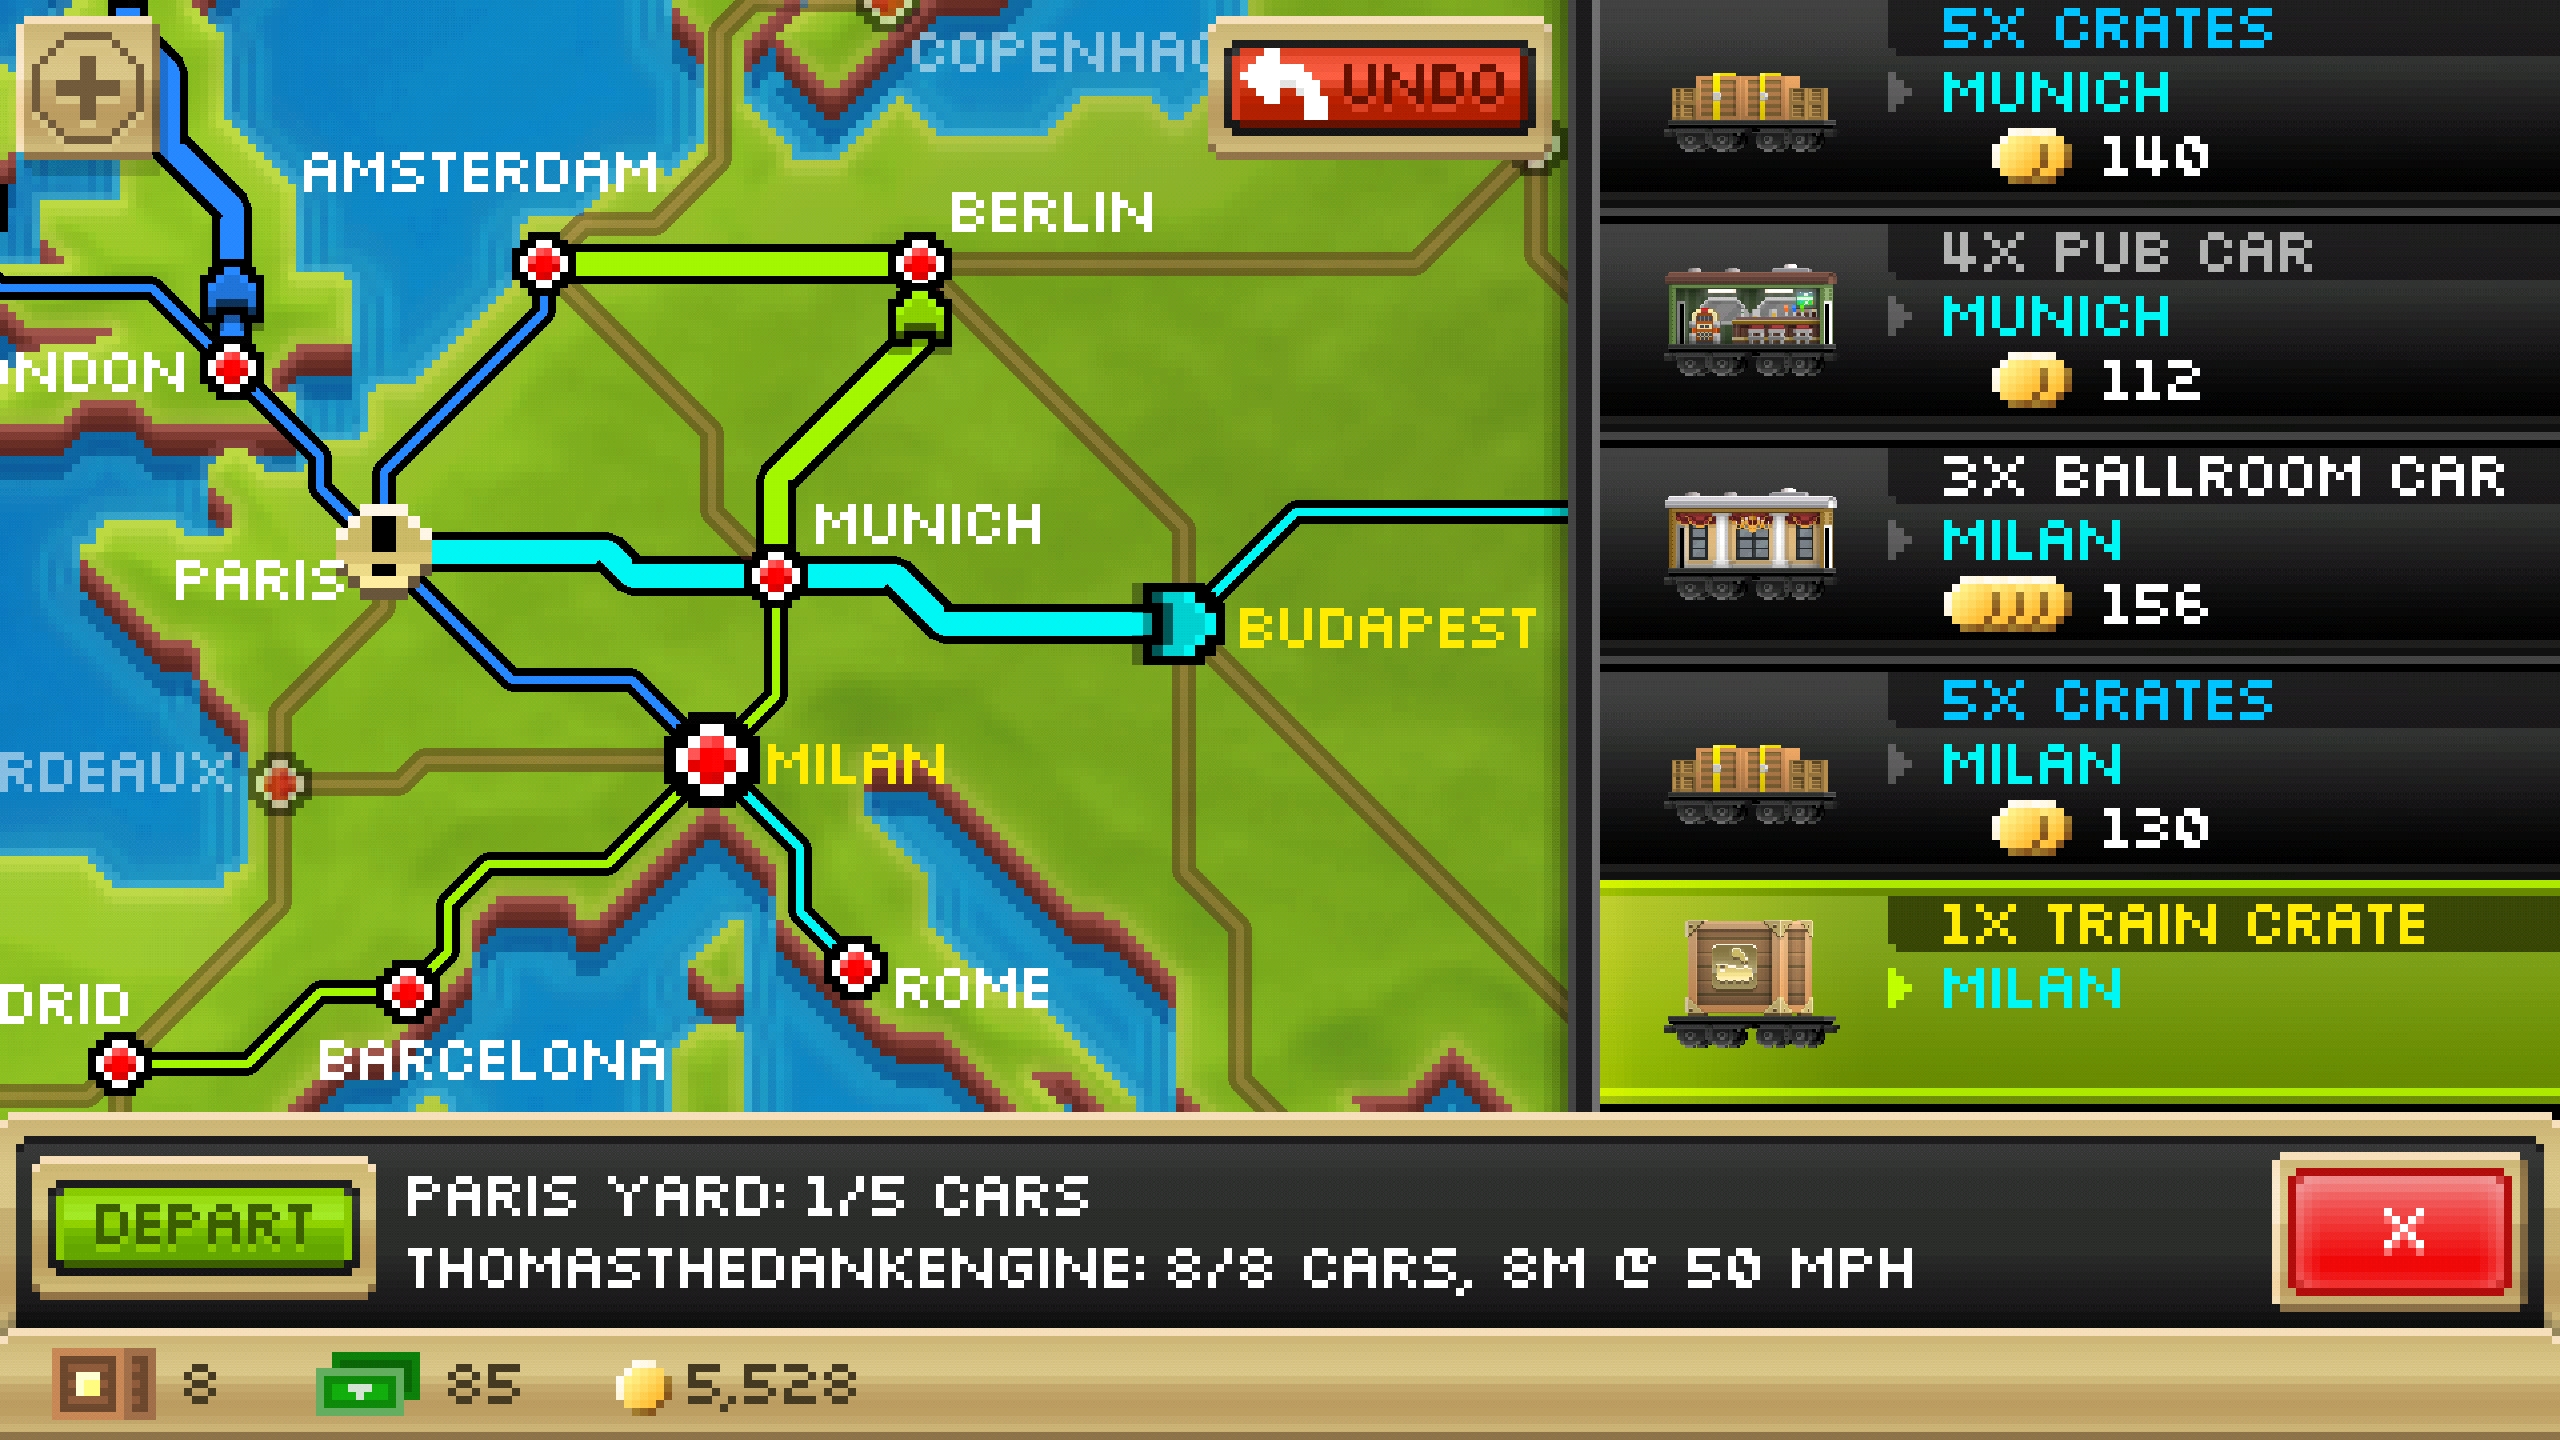 COPENHAG
UNDO
AMSTERDAM
BERLIN
ONDON
MUNICH
PARIS
BUDAPEST
RDEAUX
MILAN
DRID
ROME
BARCELONA
5X CRATES
MUNICH
140
4X PUB CAR
MUNICH
112
3X BALLROOM CAR
MILAN
156
5X CRATES
MILAN
130
1X TRAIN CRATE
MILAN
DEPART
PARIS YARD: 1/5 CARS
THOMASTHEDANKENGINE: 8/8 CARS, 8M @ 50 MPH
X
8
85
5,528